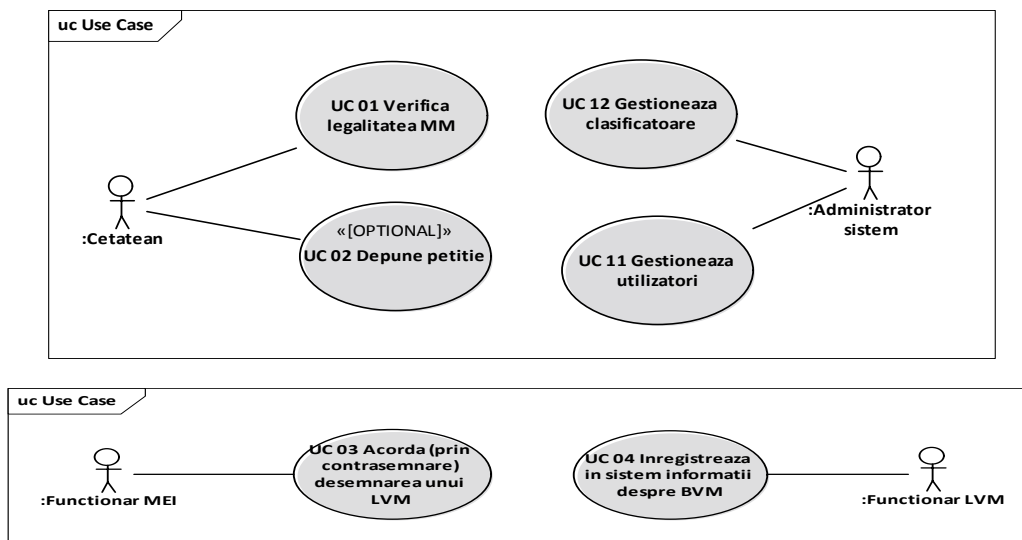 uc Use Case
UC 01 Verifica
legalitatea MM
UC 12 Gestioneaza
clasificatoare
:Cetatean
«[OPTIONAL]»
UC 02 Depune petitie
:Administrator
sistem
UC 11 Gestioneaza
utilizatori
uc Use Case
UC 03 Acorda (prin
contrasemnare)
desemnarea unui
LVM
UC 04 Inregistreaza
in sistem informatii
despre BVM
:Functionar MEI
:Functionar LVM